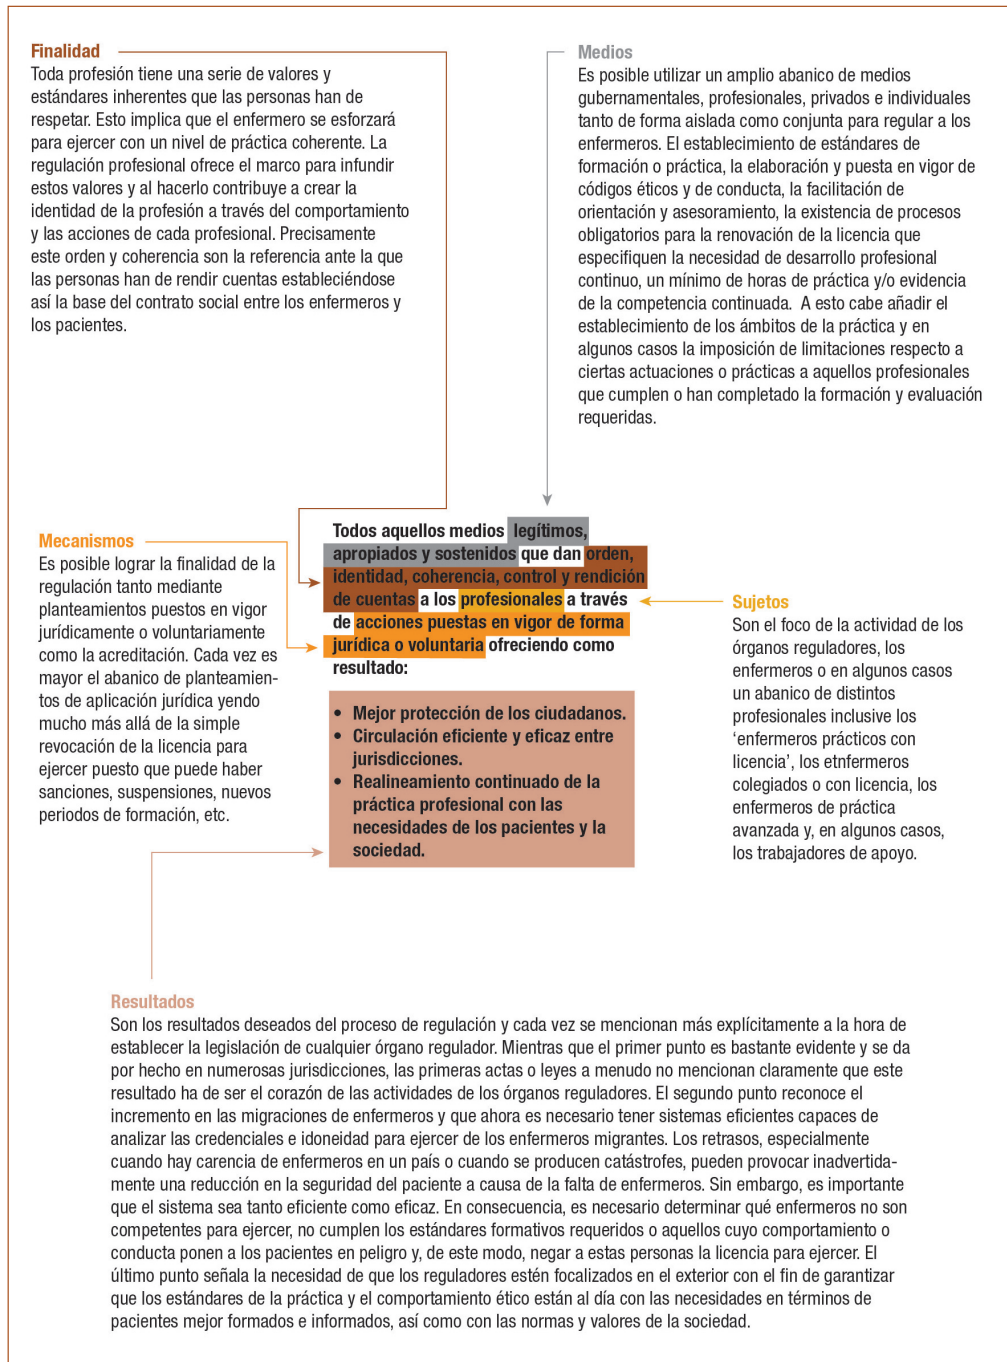 Finalidad
Toda profesión tiene una serie de valores y
estándares inherentes que las personas han de
respetar. Esto implica que el enfermero se esforzará
para ejercer con un nivel de práctica coherente. La
regulación profesional ofrece el marco para infundir
estos valores y al hacerlo contribuye a crear la
identidad de la profesión a través del comportamiento
y las acciones de cada profesional. Precisamente
este orden y coherencia son la referencia ante la que
las personas han de rendir cuentas estableciéndose
así la base del contrato social entre los enfermeros y
los pacientes.
Medios
Es posible utilizar un amplio abanico de medios
gubernamentales, profesionales, privados e individuales
tanto de forma aislada como conjunta para regular a los
enfermeros. El establecimiento de estándares de
formación o práctica, la elaboración y puesta en vigor de
códigos éticos y de conducta, la facilitación de
orientación y asesoramiento, la existencia de procesos
obligatorios para la renovación de la licencia que
especifiquen la necesidad de desarrollo profesional
continuo, un mínimo de horas de práctica y/o evidencia
de la competencia continuada.  A esto cabe añadir el
establecimiento de los ámbitos de la práctica y en
algunos casos la imposición de limitaciones respecto a
ciertas actuaciones o prácticas a aquellos profesionales
que cumplen o han completado la formación y evaluación
requeridas.
Mecanismos
Es posible lograr la finalidad de la
regulación tanto mediante
planteamientos puestos en vigor
jurídicamente o voluntariamente
como la acreditación. Cada vez es
mayor el abanico de planteamien-
tos de aplicación jurídica yendo
mucho más allá de la simple
revocación de la licencia para
ejercer puesto que puede haber
sanciones, suspensiones, nuevos
periodos de formación, etc.
Todos aquellos medios legítimos,
apropiados y sostenidos que dan orden,
identidad, coherencia, control y rendición
de cuentas a los profesionales a través
de acciones puestas en vigor de forma
jurídica o voluntaria ofreciendo como
resultado:
• Mejor protección de los ciudadanos.
• Circulación eficiente y eficaz entre
jurisdicciones.
• Realineamiento continuado de la
práctica profesional con las
necesidades de los pacientes y la
sociedad.
Sujetos
Son el foco de la actividad de los
órganos reguladores, los
enfermeros o en algunos casos
un abanico de distintos
profesionales inclusive los
‘enfermeros prácticos con
licencia’, los etnfermeros
colegiados o con licencia, los
enfermeros de práctica
avanzada y, en algunos casos,
los trabajadores de apoyo.
Resultados
Son los resultados deseados del proceso de regulación y cada vez se mencionan más explícitamente a la hora de
establecer la legislación de cualquier órgano regulador. Mientras que el primer punto es bastante evidente y se da
por hecho en numerosas jurisdicciones, las primeras actas o leyes a menudo no mencionan claramente que este
resultado ha de ser el corazón de las actividades de los órganos reguladores. El segundo punto reconoce el
incremento en las migraciones de enfermeros y que ahora es necesario tener sistemas eficientes capaces de
analizar las credenciales e idoneidad para ejercer de los enfermeros migrantes. Los retrasos, especialmente
cuando hay carencia de enfermeros en un país o cuando se producen catástrofes, pueden provocar inadvertida-
mente una reducción en la seguridad del paciente a causa de la falta de enfermeros. Sin embargo, es importante
que el sistema sea tanto eficiente como eficaz. En consecuencia, es necesario determinar qué enfermeros no son
competentes para ejercer, no cumplen los estándares formativos requeridos o aquellos cuyo comportamiento o
conducta ponen a los pacientes en peligro y, de este modo, negar a estas personas la licencia para ejercer. El
último punto señala la necesidad de que los reguladores estén focalizados en el exterior con el fin de garantizar
que los estándares de la práctica y el comportamiento ético están al día con las necesidades en términos de
pacientes mejor formados e informados, así como con las normas y valores de la sociedad.